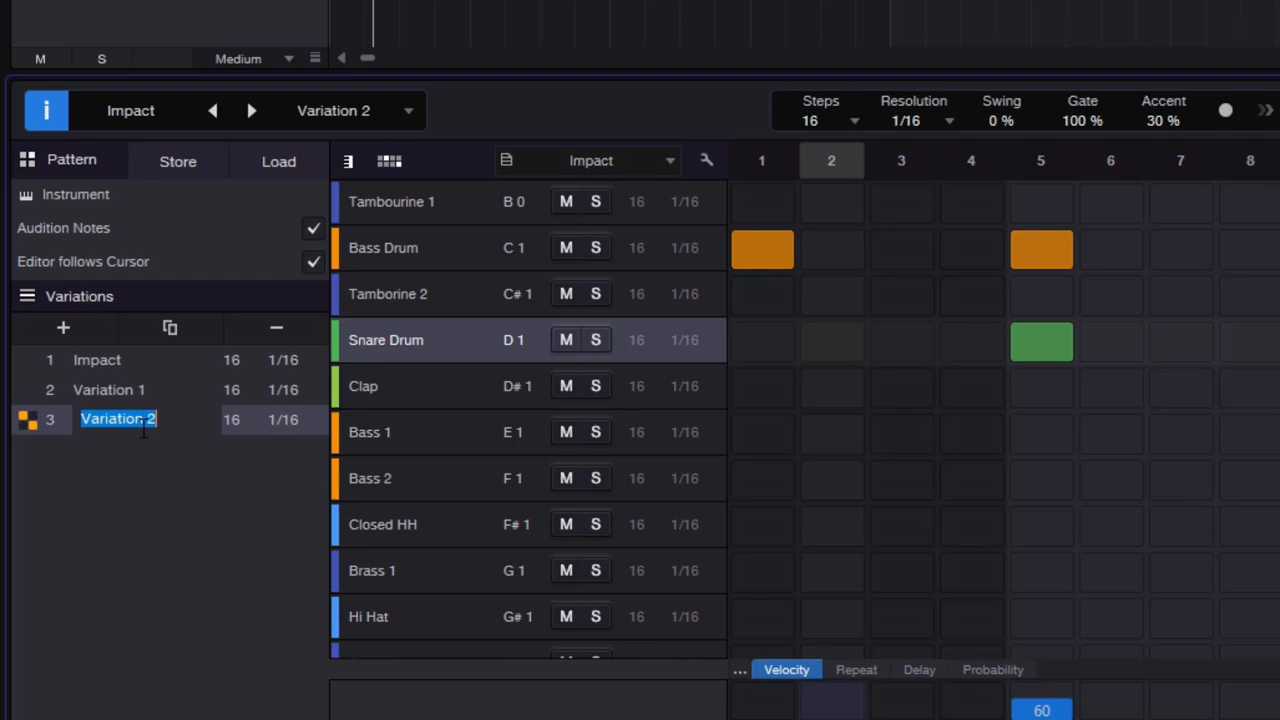 M S Medium
i Impact Variation 2 Steps Resolution Swing Gate Accent
16 1/16 0 % 100 % 30 %
Pattern Store Load Impact 1 2 3 4 5 6 7 8
Instrument
Audition Notes
Editor follows Cursor
Variations
1 Impact 16 1/16
2 Variation 1 16 1/16
3 Variation 2 16 1/16
Tambourine 1 B 0 M S 16 1/16
Bass Drum C 1 M S 16 1/16
Tamborine 2 C# 1 M S 16 1/16
Snare Drum D 1 M S 16 1/16
Clap D# 1 M S 16 1/16
Bass 1 E 1 M S 16 1/16
Bass 2 F 1 M S 16 1/16
Closed HH F# 1 M S 16 1/16
Brass 1 G 1 M S 16 1/16
Hi Hat G# 1 M S 16 1/16
... Velocity Repeat Delay Probability
60